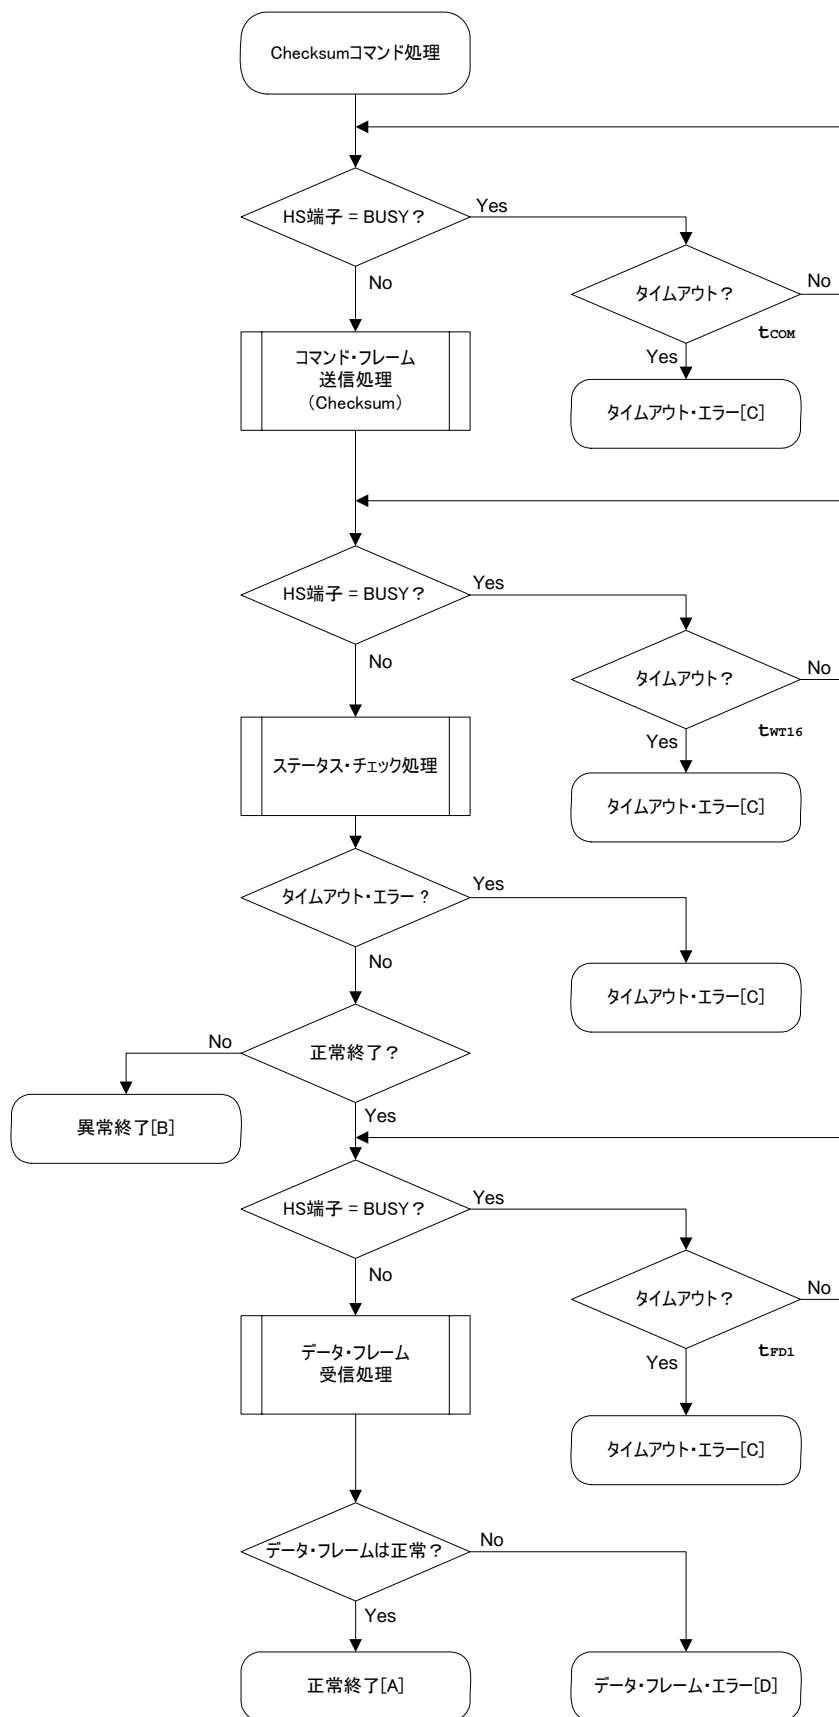 Checksumコマンド処理
HS端子 = BUSY?
Yes
No
タイムアウト?
No
tCOM
Yes
コマンド・フレーム
送信処理
(Checksum)
タイムアウト・エラー[C]
HS端子 = BUSY?
Yes
No
タイムアウト?
No
tWT16
Yes
ステータス・チェック処理
タイムアウト・エラー[C]
タイムアウト・エラー?
Yes
No
タイムアウト・エラー[C]
正常終了?
No
Yes
異常終了[B]
HS端子 = BUSY?
Yes
No
タイムアウト?
No
tFD1
Yes
データ・フレーム
受信処理
タイムアウト・エラー[C]
データ・フレームは正常?
No
Yes
正常終了[A]
データ・フレーム・エラー[D]